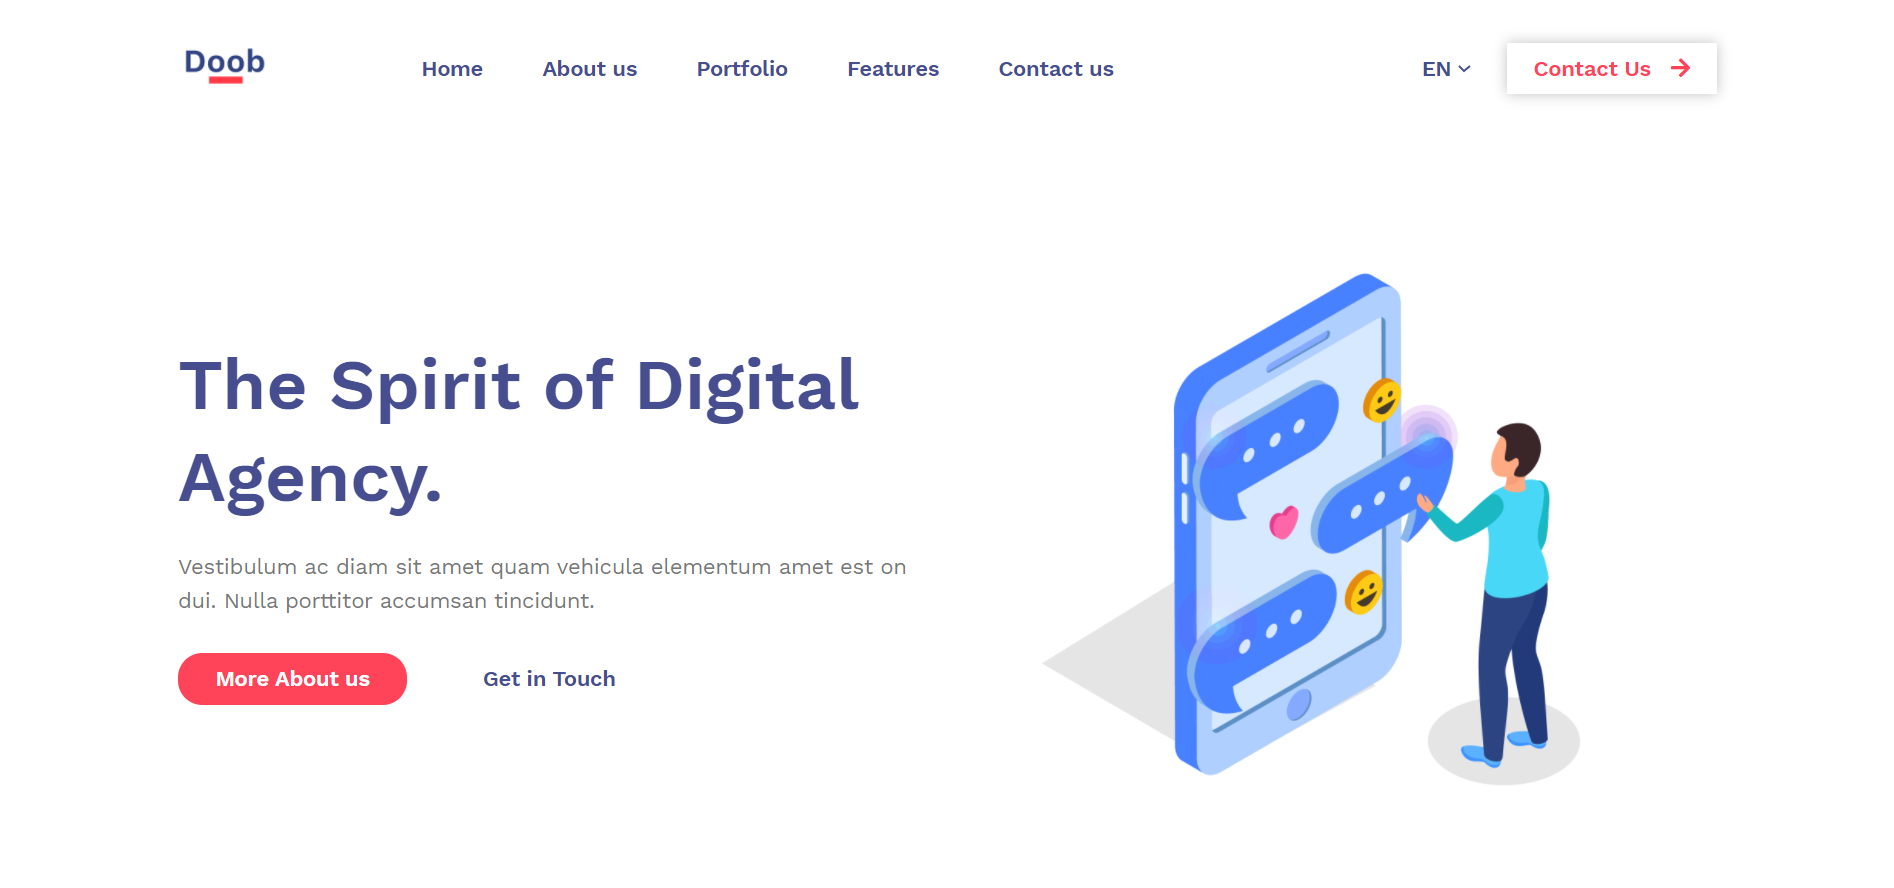 Doob
Home
About us
Portfolio
Features
Contact us
EN
Contact Us
The Spirit of Digital
Agency.
Vestibulum ac diam sit amet quam vehicula elementum amet est on
dui. Nulla porttitor accumsan tincidunt.
More About us
Get in Touch